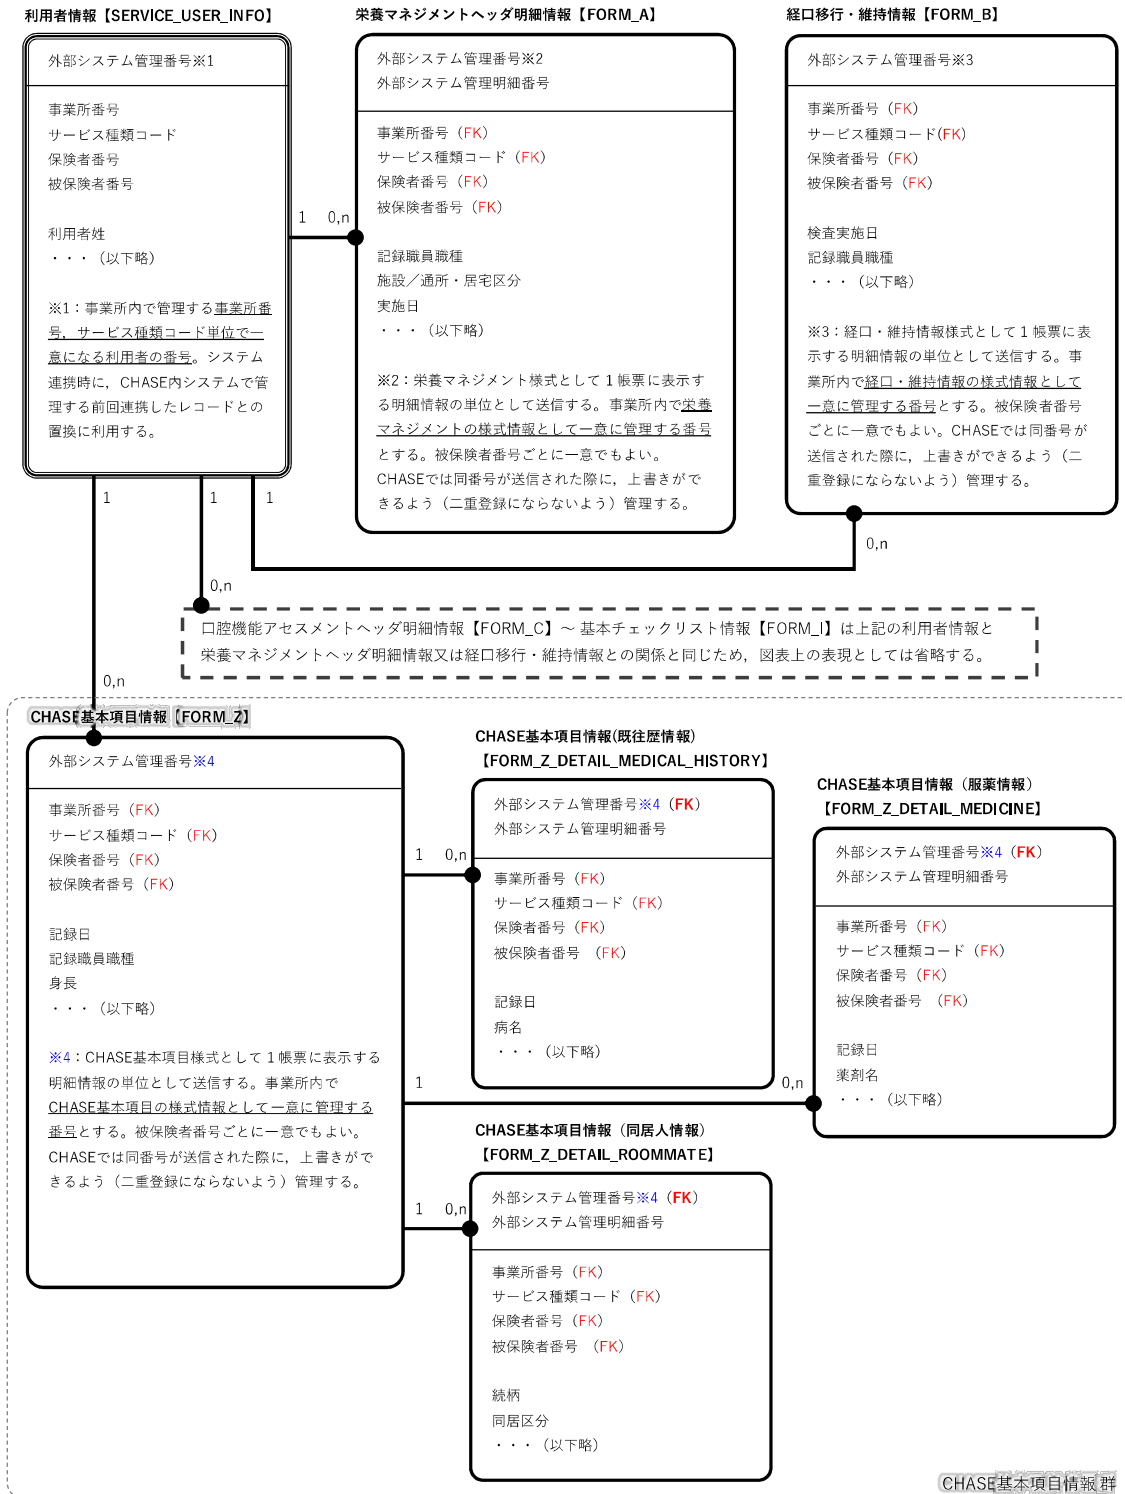 利用者情報【SERVICE_USER_INFO】
外部システム管理番号※1
事業所番号
サービス種類コード
保険者番号
被保険者番号
利用者姓
・・・（以下略）
※1：事業所内で管理する事業所番
号，サービス種類コード単位で一
意になる利用者の番号。システム
連携時に，CHASE内システムで管
理する前回連携したレコードとの
置換に利用する。
栄養マネジメントヘッダ明細情報【FORM_A】
外部システム管理番号※2
外部システム管理明細番号
事業所番号（FK）
サービス種類コード（FK）
保険者番号（FK）
被保険者番号（FK）
記録職員職種
施設／通所・居宅区分
実施日
・・・（以下略）
※2：栄養マネジメント様式として１帳票に表示す
る明細情報の単位として送信する。事業所内で栄養
マネジメントの様式情報として一意に管理する番号
とする。被保険者番号ごとに一意でもよい。
CHASEでは同番号が送信された際に，上書きがで
きるよう（二重登録にならないよう）管理する。
経口移行・維持情報【FORM_B】
外部システム管理番号※3
事業所番号（FK）
サービス種類コード(FK）
保険者番号（FK）
被保険者番号（FK）
検査実施日
記録職員職種
・・・（以下略）
※3：経口・維持情報様式として１帳票に表
示する明細情報の単位として送信する。事
業所内で経口・維持情報の様式情報として
一意に管理する番号とする。被保険者番号
ごとに一意でもよい。CHASEでは同番号が
送信された際に，上書きができるよう（二
重登録にならないよう）管理する。
1 0,n
1 1 1
0,n
0,n
0,n
口腔機能アセスメントヘッダ明細情報【FORM_C】～ 基本チェックリスト情報【FORM_I】は上記の利用者情報と
栄養マネジメントヘッダ明細情報又は経口移行・維持情報との関係と同じため，図表上の表現としては省略する。
CHASE基本項目情報【FORM_Z】
外部システム管理番号※4
事業所番号（FK）
サービス種類コード（FK）
保険者番号（FK）
被保険者番号（FK）
記録日
記録職員職種
身長
・・・（以下略）
※4：CHASE基本項目様式として１帳票に表示する
明細情報の単位として送信する。事業所内で
CHASE基本項目の様式情報として一意に管理する
番号とする。被保険者番号ごとに一意でもよい。
CHASEでは同番号が送信された際に，上書きがで
きるよう（二重登録にならないよう）管理する。
1 0,n
1 0,n
1 0,n
CHASE基本項目情報(既往歴情報)
【FORM_Z_DETAIL_MEDICAL_HISTORY】
外部システム管理番号※4（FK）
外部システム管理明細番号
事業所番号（FK）
サービス種類コード（FK）
保険者番号（FK）
被保険者番号 （FK）
記録日
病名
・・・（以下略）
CHASE基本項目情報（服薬情報）
【FORM_Z_DETAIL_MEDICINE】
外部システム管理番号※4（FK）
外部システム管理明細番号
事業所番号（FK）
サービス種類コード（FK）
保険者番号（FK）
被保険者番号 （FK）
記録日
薬剤名
・・・（以下略）
CHASE基本項目情報（同居人情報）
【FORM_Z_DETAIL_ROOMMATE】
外部システム管理番号※4（FK）
外部システム管理明細番号
事業所番号（FK）
サービス種類コード（FK）
保険者番号（FK）
被保険者番号 （FK）
続柄
同居区分
・・・（以下略）
CHASE基本項目情報群